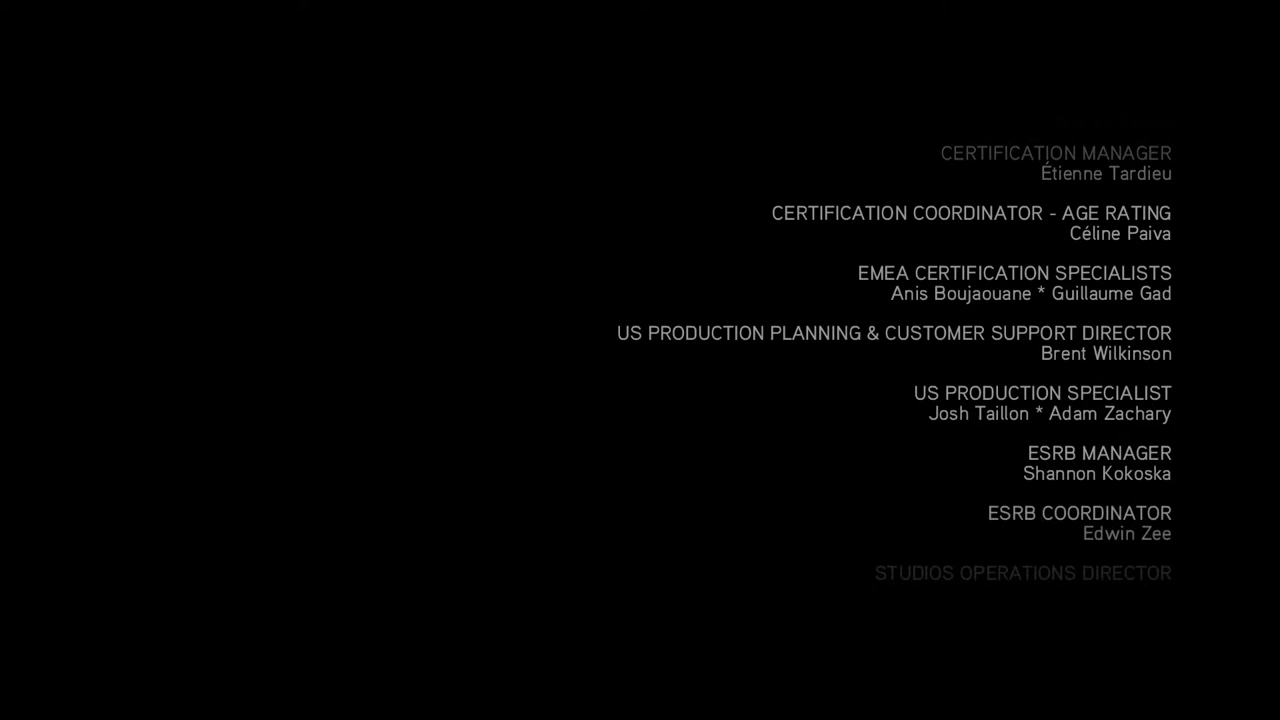 CERTIFICATION MANAGER
Étienne Tardieu
CERTIFICATION COORDINATOR - AGE RATING
Céline Paiva
EMEA CERTIFICATION SPECIALISTS
Anis Boujaouane * Guillaume Gad
US PRODUCTION PLANNING & CUSTOMER SUPPORT DIRECTOR
Brent Wilkinson
US PRODUCTION SPECIALIST
Josh Taillon * Adam Zachary
ESRB MANAGER
Shannon Kokoska
ESRB COORDINATOR
Edwin Zee
STUDIOS OPERATIONS DIRECTOR